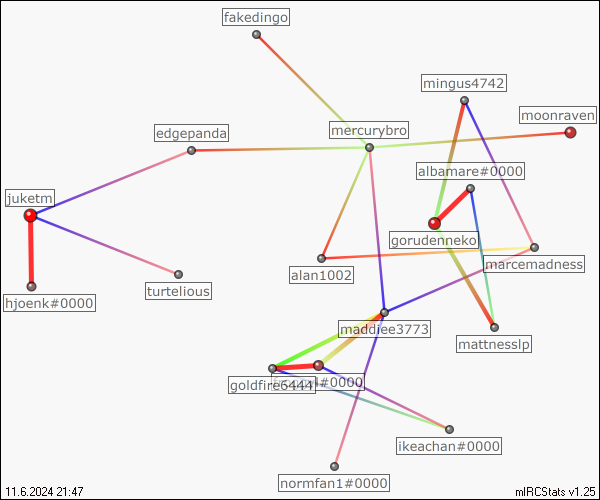 fakedingo
mingus4742
moonraven
edgepanda
mercurybro
albamare#0000
juketm
gorudenneko
marcemadness
hjoenk#0000
turtelious
alan1002
maddiee3773
mattnesslp
goldfire6444
#0000
ikeachan#0000
normfan1#0000
11.6.2024 21:47
mIRCStats v1.25